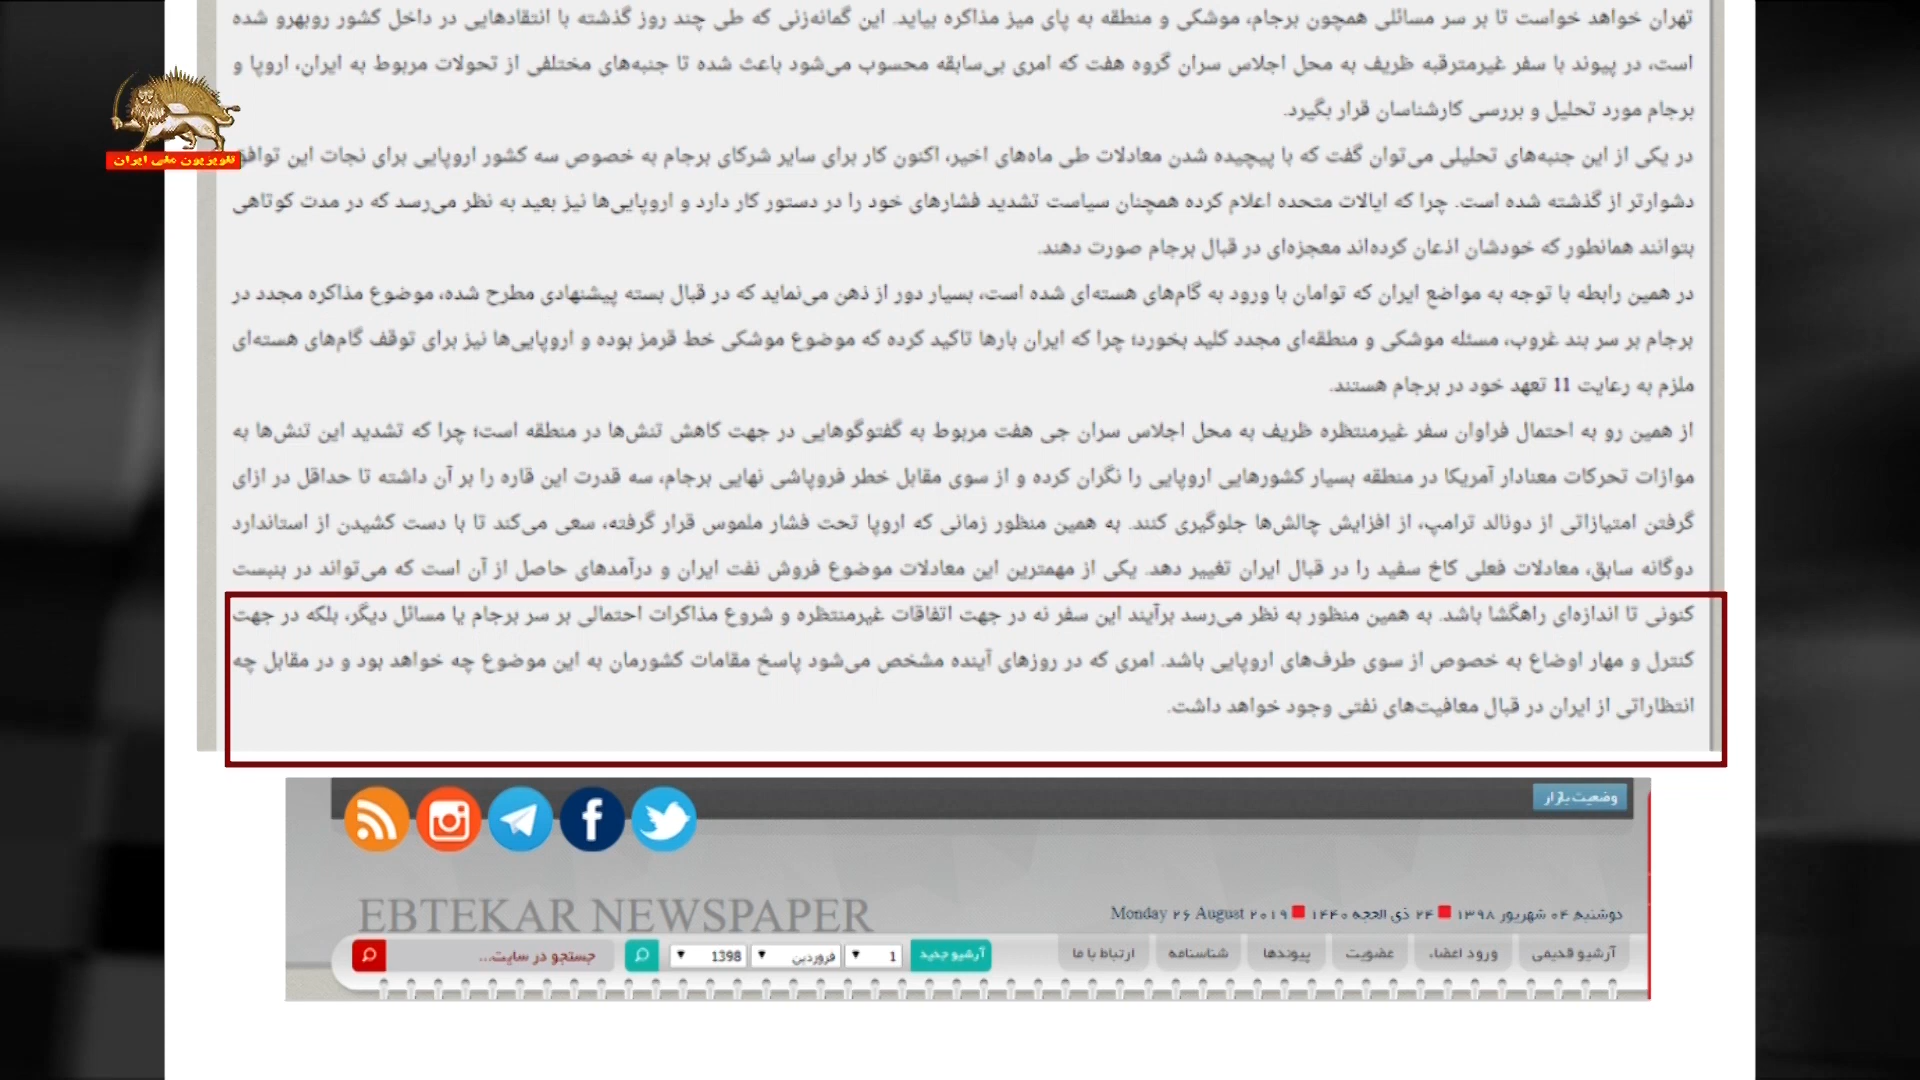 تهران خواهد خواست تا بر سر مسائلی همچون برجام، موشکی و منطقه به پای میز مذاکره بیاید. این گمانه‌زنی که طی چند روز گذشته با انتقادهایی در داخل کشور روبهرو شده
است، در پیوند با سفر غیرمترقبه ظریف به محل اجلاس سران گروه هفت که امری بی‌سابقه محسوب می‌شود باعث شده تا جنبه‌های مختلفی از تحولات مربوط به ایران، اروپا و
برجام مورد تحلیل و بررسی کارشناسان قرار بگیرد.
تلویزیون ملی ایران
در یکی از این جنبه‌های تحلیلی می‌توان گفت که با پیچیده شدن معادلات طی ماه‌های اخیر، اکنون کار برای سایر شرکای برجام به خصوص سه کشور اروپایی برای نجات این توافق
دشوارتر از گذشته شده است. چرا که ایالات متحده اعلام کرده همچنان سیاست تشدید فشارهای خود را در دستور کار دارد و اروپایی‌ها نیز بعید به نظر می‌رسد که در مدت کوتاهی
بتوانند همانطور که خودشان اذعان کرده‌اند معجزه‌ای در قبال برجام صورت دهند.
در همین رابطه با توجه به مواضع ایران که توامان با ورود به گام‌های هسته‌ای شده است، بسیار دور از ذهن می‌نماید که در قبال بسته پیشنهادی مطرح شده، موضوع مذاکره مجدد در
برجام بر سر بند غروب، مسئله موشکی و منطقه‌ای مجدد کلید بخورد؛ چرا که ایران بارها تاکید کرده که موضوع موشکی خط قرمز بوده و اروپایی‌ها نیز برای توقف گام‌های هسته‌ای
ملزم به رعایت 11 تعهد خود در برجام هستند.
از همین رو به احتمال فراوان سفر غیرمنتظره ظریف به محل اجلاس سران جی هفت مربوط به گفتوگوهایی در جهت کاهش تنش‌ها در منطقه است؛ چرا که تشدید این تنش‌ها به
موازات تحرکات معنادار آمریکا در منطقه بسیار کشورهایی اروپایی را نگران کرده و از سوی مقابل خطر فروپاشی نهایی برجام، سه قدرت این قاره را بر آن داشته تا حداقل در ازای
گرفتن امتیازاتی از دونالد ترامپ، از افزایش چالش‌ها جلوگیری کنند. به همین منظور زمانی که اروپا تحت فشار ملموس قرار گرفته، سعی می‌کند تا با دست کشیدن از استاندارد
دوگانه سابق، معادلات فعلی کاخ سفید را در قبال ایران تغییر دهد. یکی از مهمترین این معادلات موضوع فروش نفت ایران و درآمدهای حاصل از آن است که می‌تواند در بنبست
کنونی تا اندازه‌ای راهگشا باشد. به همین منظور به نظر می‌رسد برآیند این سفر نه در جهت اتفاقات غیرمنتظره و شروع مذاکرات احتمالی بر سر برجام یا مسائل دیگر، بلکه در جهت
کنترل و مهار اوضاع به خصوص از سوی طرف‌های اروپایی باشد. امری که در روزهای آینده مشخص می‌شود پاسخ مقامات کشورمان به این موضوع چه خواهد بود و در مقابل چه
انتظاراتی از ایران در قبال معافیت‌های نفتی وجود خواهد داشت.
وضعیت بازار
EBTEKAR NEWSPAPER
دوشنبه ۰۴ شهریور ۱۳۹۸ ۲۴ ذی الحجه ۱۴۴۰ Monday ۲۶ August ۲۰۱۹
آرشیو قدیمی ورود اعضاء عضویت پیوندها شناسنامه ارتباط با ما آرشیو جدید 1 فروردین 1398 جستجو در سایت...